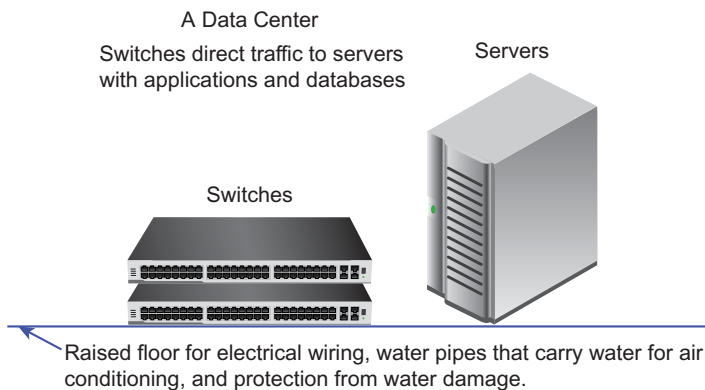 A Data Center
Switches direct traffic to servers
with applications and databases
Servers
Switches
Raised floor for electrical wiring, water pipes that carry water for air
conditioning, and protection from water damage.